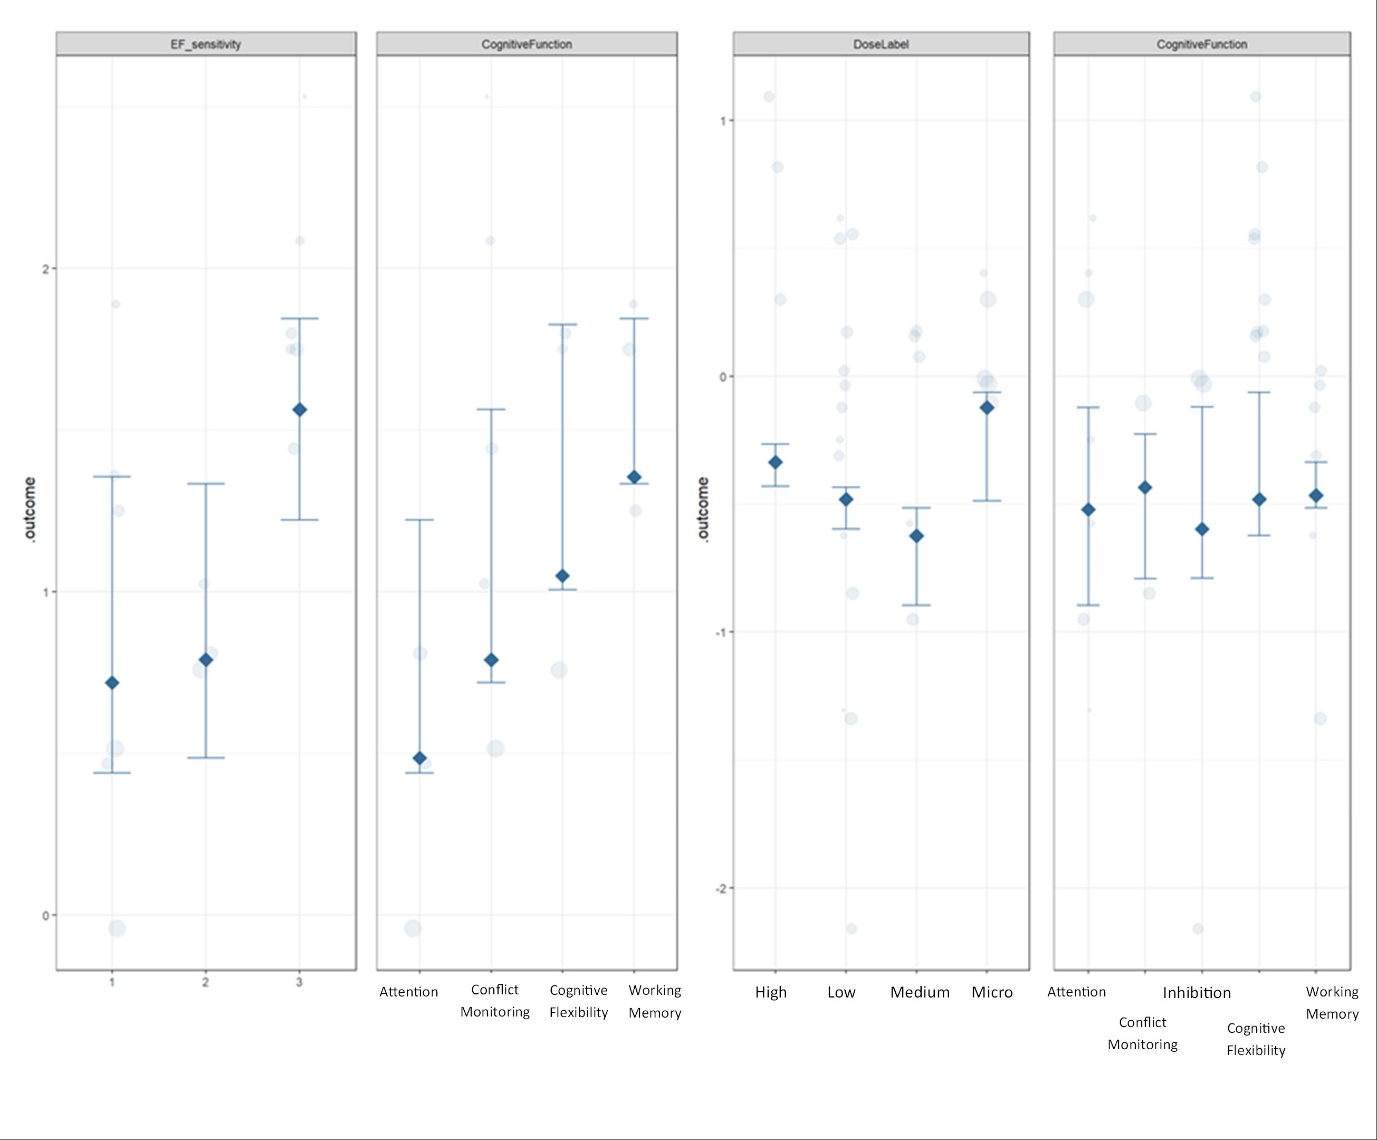 EF_sensitivity
CognitiveFunction
DoseLabel
CognitiveFunction
.outcome
2
1
0
1
2
3
Attention
Conflict
Monitoring
Cognitive
Flexibility
Working
Memory
.outcome
1
0
-1
-2
High
Low
Medium
Micro
Attention
Conflict
Monitoring
Inhibition
Cognitive
Flexibility
Working
Memory